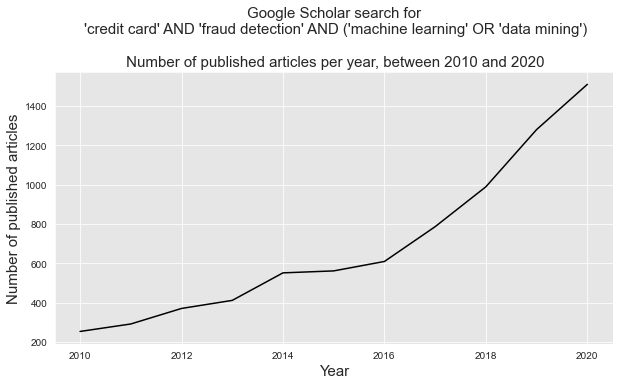 Google Scholar search for
'credit card' AND 'fraud detection' AND ('machine learning' OR 'data mining')
Number of published articles per year, between 2010 and 2020
Number of published articles
1400
1200
1000
800
600
400
200
2010 2012 2014 2016 2018 2020
Year